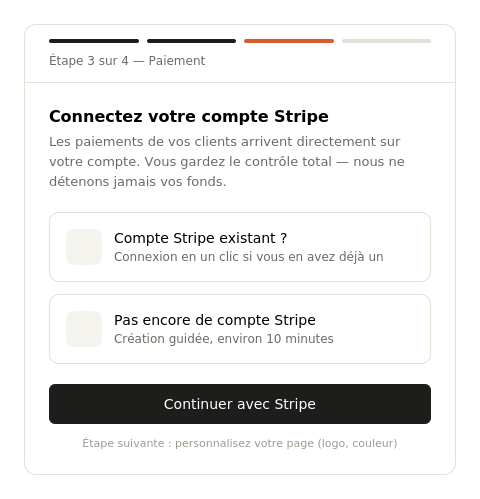 Étape 3 sur 4 — Paiement
Connectez votre compte Stripe
Les paiements de vos clients arrivent directement sur
votre compte. Vous gardez le contrôle total — nous ne
détenons jamais vos fonds.
Compte Stripe existant ?
Connexion en un clic si vous en avez déjà un
Pas encore de compte Stripe
Création guidée, environ 10 minutes
Continuer avec Stripe
Étape suivante : personnalisez votre page (logo, couleur)